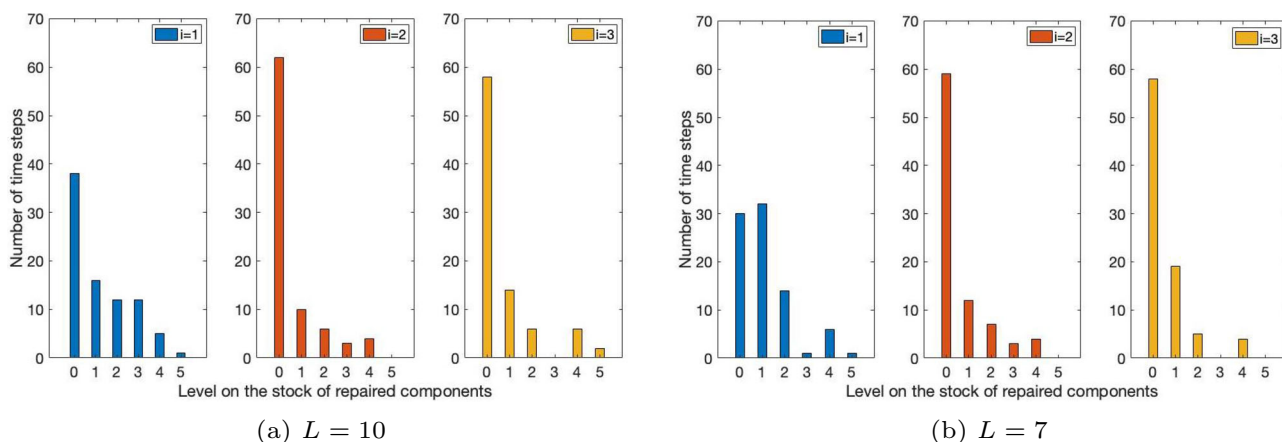 70 60 50 40 30 20 10 0
Number of time steps
i=1
0 1 2 3 4 5
70 60 50 40 30 20 10 0
i=2
0 1 2 3 4 5
70 60 50 40 30 20 10 0
i=3
0 1 2 3 4 5
Level on the stock of repaired components
(a) L = 10
70 60 50 40 30 20 10 0
Number of time steps
i=1
0 1 2 3 4 5
70 60 50 40 30 20 10 0
i=2
0 1 2 3 4 5
70 60 50 40 30 20 10 0
i=3
0 1 2 3 4 5
Level on the stock of repaired components
(b) L = 7